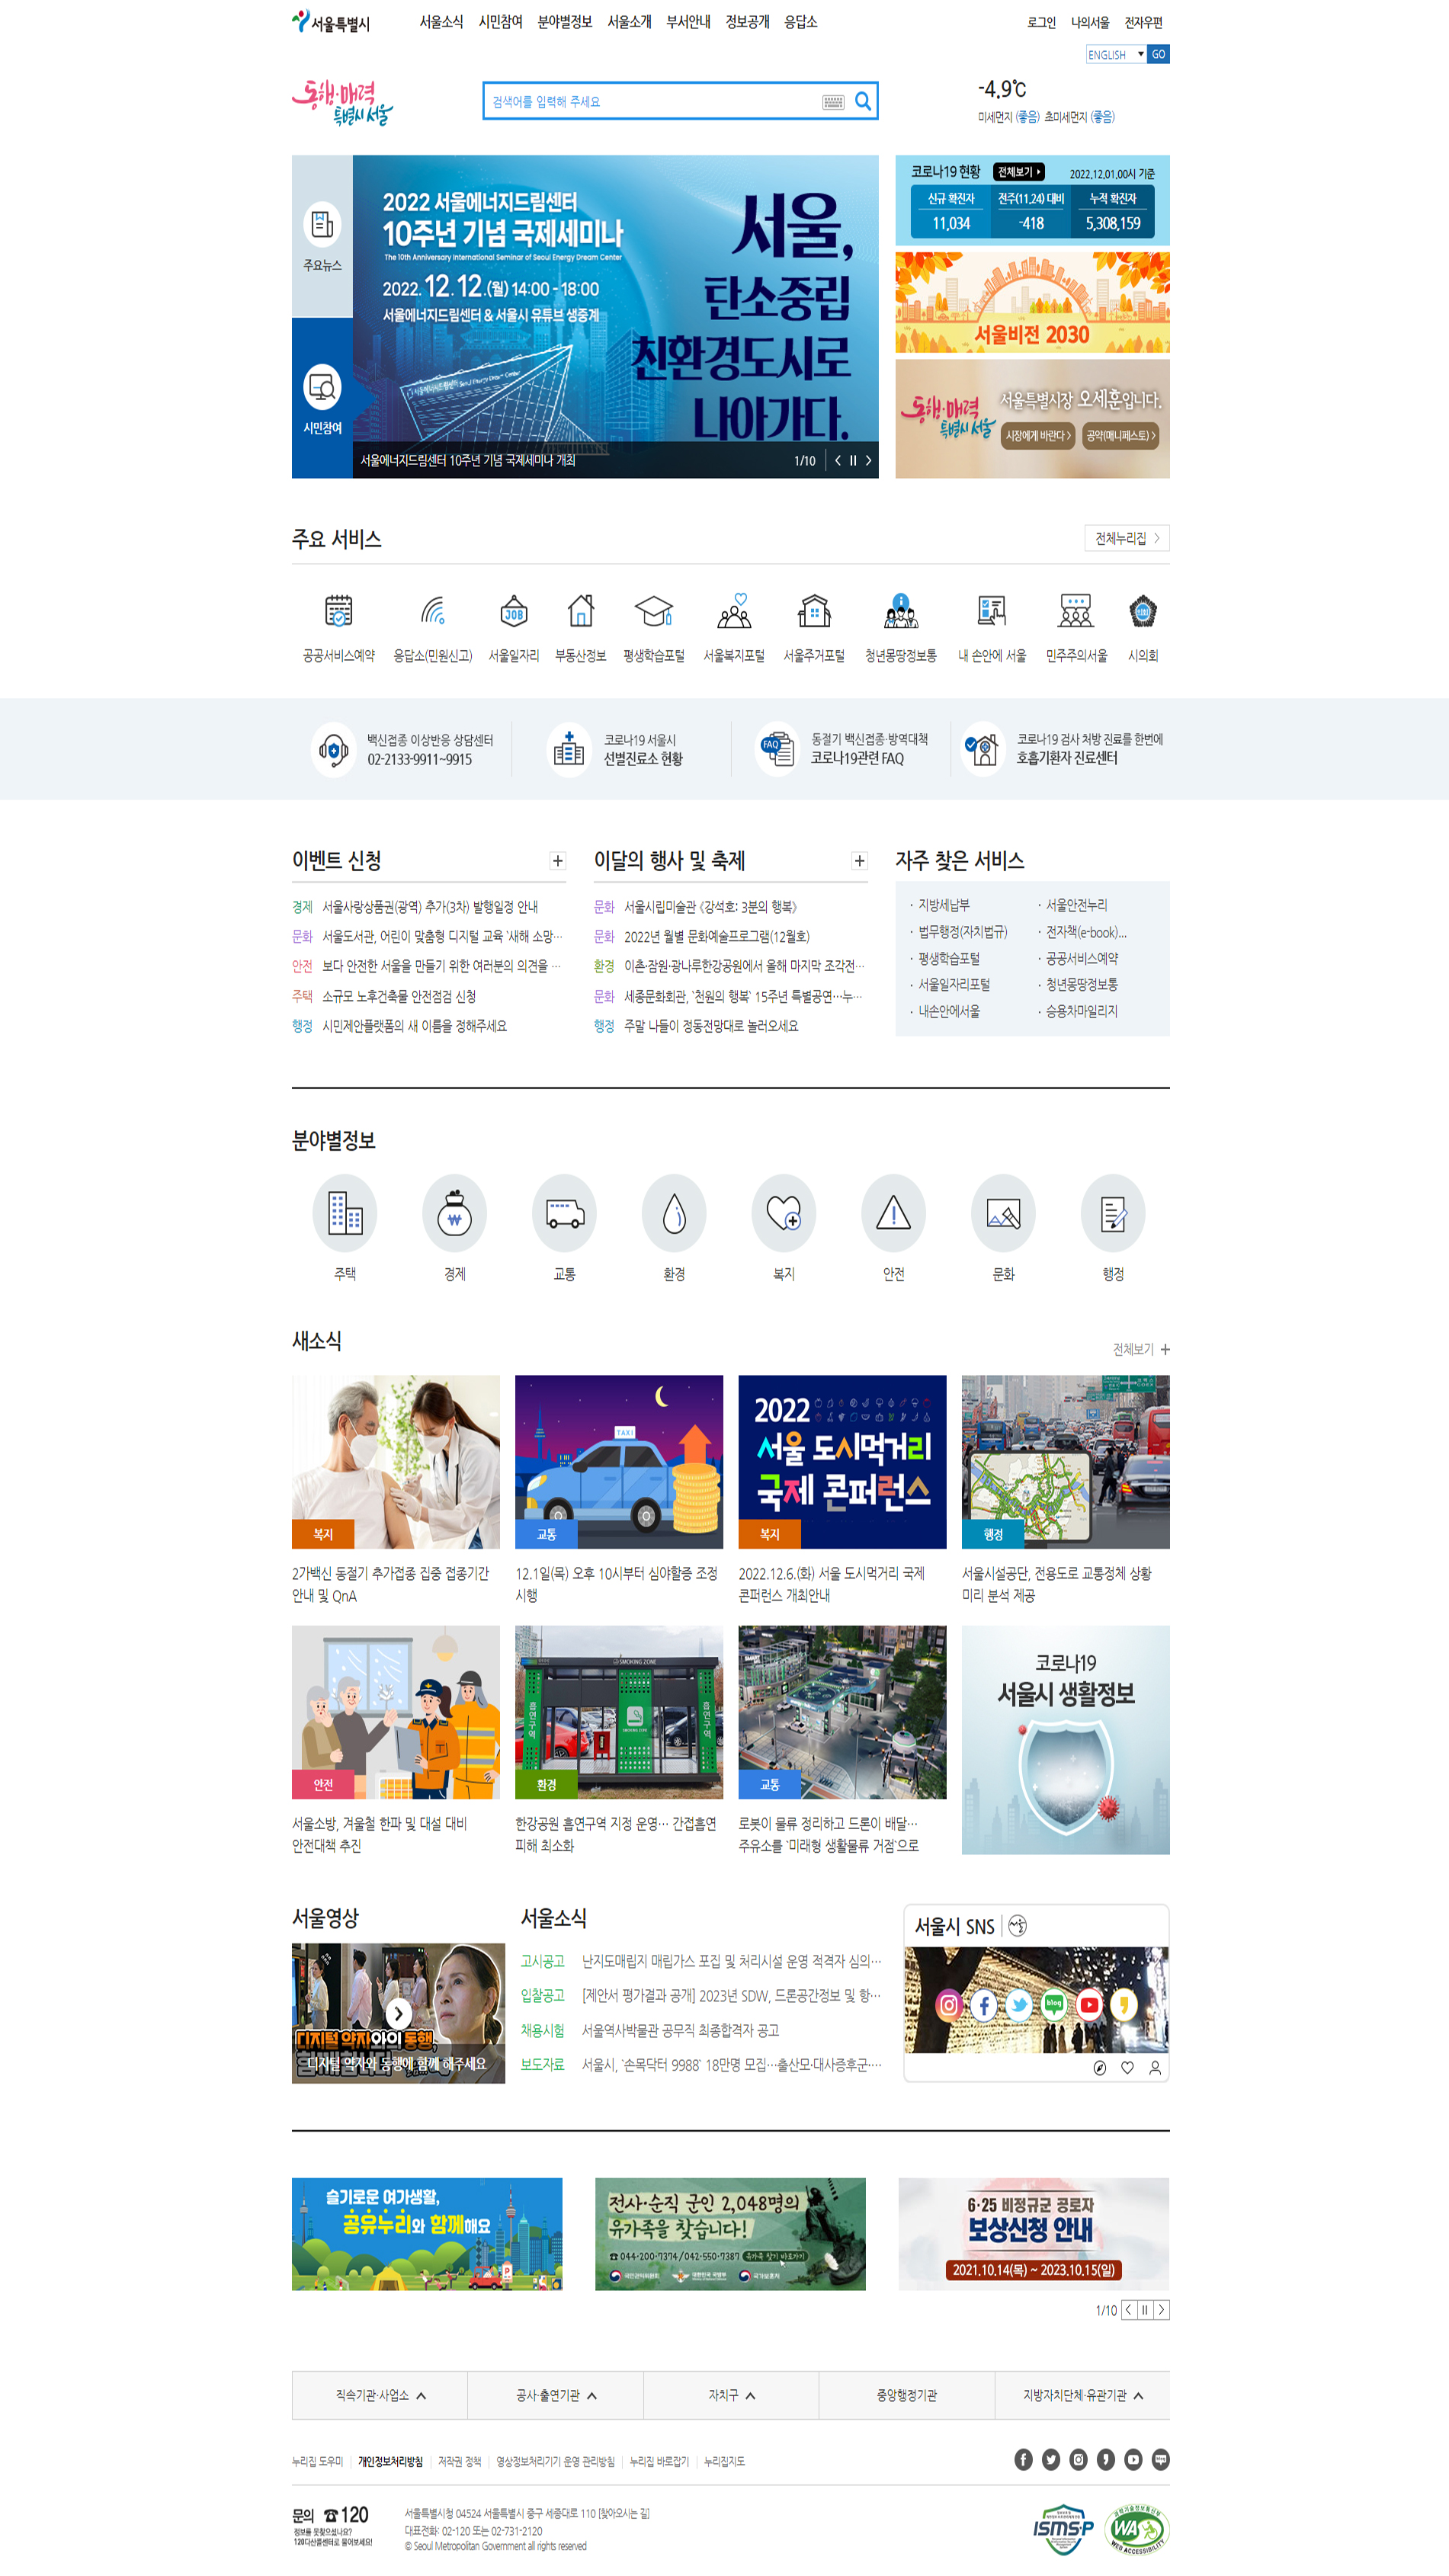 서울특별시
서울소식 시민참여 분야별정보 서울소개 부서안내 정보공개 응답소
로그인 나의서울 전자우편
ENGLISH GO
동행·매력
특별시 서울
검색어를 입력해 주세요
-4.9℃
미세먼지 (좋음) 초미세먼지 (좋음)
주요뉴스
시민참여
2022 서울에너지드림센터
10주년 기념 국제세미나
The 10th Anniversary International Seminar of Seoul Energy Dream Center
2022. 12. 12.(월) 14:00 - 18:00
서울에너지드림센터 & 서울시 유튜브 생중계
서울,
탄소중립
친환경도시로
나아가다.
서울에너지드림센터 10주년 기념 국제세미나 개최
1/10
코로나19 현황 전체보기
2022.12.01.00시 기준
신규 확진자 전주(11.24) 대비 누적 확진자
11,034 -418 5,308,159
서울비전 2030
동행·매력
특별시 서울
서울특별시장 오세훈입니다.
시장에게 바란다 > 공약(매니페스토) >
주요 서비스
전체누리집 >
JOB
공공서비스예약 응답소(민원신고) 서울일자리 부동산정보 평생학습포털 서울복지포털 서울주거포털 청년몽땅정보통 내 손안에 서울 민주주의서울 시의회
백신접종 이상반응 상담센터
02-2133-9911~9915
코로나19 서울시
선별진료소 현황
FAQ
동절기 백신접종·방역대책
코로나19관련 FAQ
코로나19 검사 처방 진료를 한번에
호흡기환자 진료센터
이벤트 신청
경제 서울사랑상품권(광역) 추가(3차) 발행일정 안내
문화 서울도서관, 어린이 맞춤형 디지털 교육 `새해 소망…
안전 보다 안전한 서울을 만들기 위한 여러분의 의견을 …
주택 소규모 노후건축물 안전점검 신청
행정 시민제안플랫폼의 새 이름을 정해주세요
이달의 행사 및 축제
문화 서울시립미술관 《강석호: 3분의 행복》
문화 2022년 월별 문화예술프로그램(12월호)
환경 이촌·잠원·광나루한강공원에서 올해 마지막 조각전…
문화 세종문화회관, `천원의 행복` 15주년 특별공연…누…
행정 주말 나들이 정동전망대로 놀러오세요
자주 찾은 서비스
· 지방세납부 · 서울안전누리
· 법무행정(자치법규) · 전자책(e-book)...
· 평생학습포털 · 공공서비스예약
· 서울일자리포털 · 청년몽땅정보통
· 내손안에서울 · 승용차마일리지
분야별정보
주택 경제 교통 환경 복지 안전 문화 행정
새소식
전체보기 +
복지
2가백신 동절기 추가접종 집중 접종기간
안내 및 QnA
TAXI
교통
12.1일(목) 오후 10시부터 심야할증 조정
시행
2022
서울 도시먹거리
국제 콘퍼런스
복지
2022.12.6.(화) 서울 도시먹거리 국제
콘퍼런스 개최안내
행정
서울시설공단, 전용도로 교통정체 상황
미리 분석 제공
안전
서울소방, 겨울철 한파 및 대설 대비
안전대책 추진
SMOKING ZONE
흡연구역
SMOKING ZONE
흡연구역
환경
한강공원 흡연구역 지정 운영… 간접흡연
피해 최소화
교통
로봇이 물류 정리하고 드론이 배달…
주유소를 `미래형 생활물류 거점`으로
코로나19
서울시 생활정보
서울영상
디지털 약자와의 동행,
디지털 약자와 동행에 함께 해주세요
서울소식
고시공고 난지도매립지 매립가스 포집 및 처리시설 운영 적격자 심의…
입찰공고 [제안서 평가결과 공개] 2023년 SDW, 드론공간정보 및 항…
채용시험 서울역사박물관 공무직 최종합격자 공고
보도자료 서울시, `손목닥터 9988` 18만명 모집…출산모·대사증후군…
서울시 SNS
blog
슬기로운 여가생활,
공유누리와 함께해요
전사·순직 군인 2,048명의
유가족을 찾습니다!
☎ 044-200-7374 / 042-550-7387 유가족 찾기 바로가기
국민권익위원회 대한민국 국방부 국가보훈처
6·25 비정규군 공로자
보상신청 안내
2021.10.14(목) ~ 2023.10.15(일)
1/10
직속기관·사업소 공사·출연기관 자치구 중앙행정기관 지방자치단체·유관기관
누리집 도우미 개인정보처리방침 저작권 정책 영상정보처리기기 운영 관리방침 누리집 바로잡기 누리집지도
문의 ☎120
정보를 못찾으셨나요?
120다산콜센터로 물어보세요!
서울특별시청 04524 서울특별시 중구 세종대로 110 [찾아오시는 길]
대표전화: 02-120 또는 02-731-2120
© Seoul Metropolitan Government all rights reserved
ISMS-P
과학기술정보통신부
WA
WEB ACCESSIBILITY